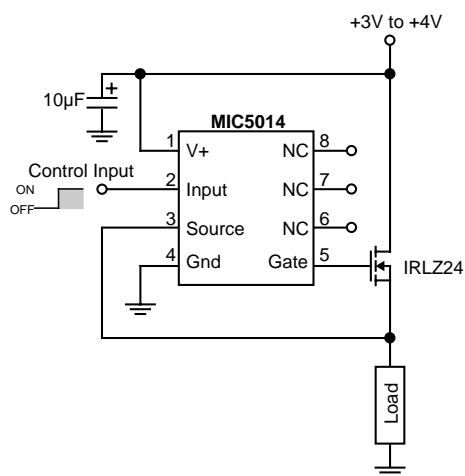 +3V to +4V
10µF
MIC5014
1 V+ NC 8
Control Input
ON
OFF
2 Input NC 7
3 Source NC 6
4 Gnd Gate 5
IRLZ24
Load